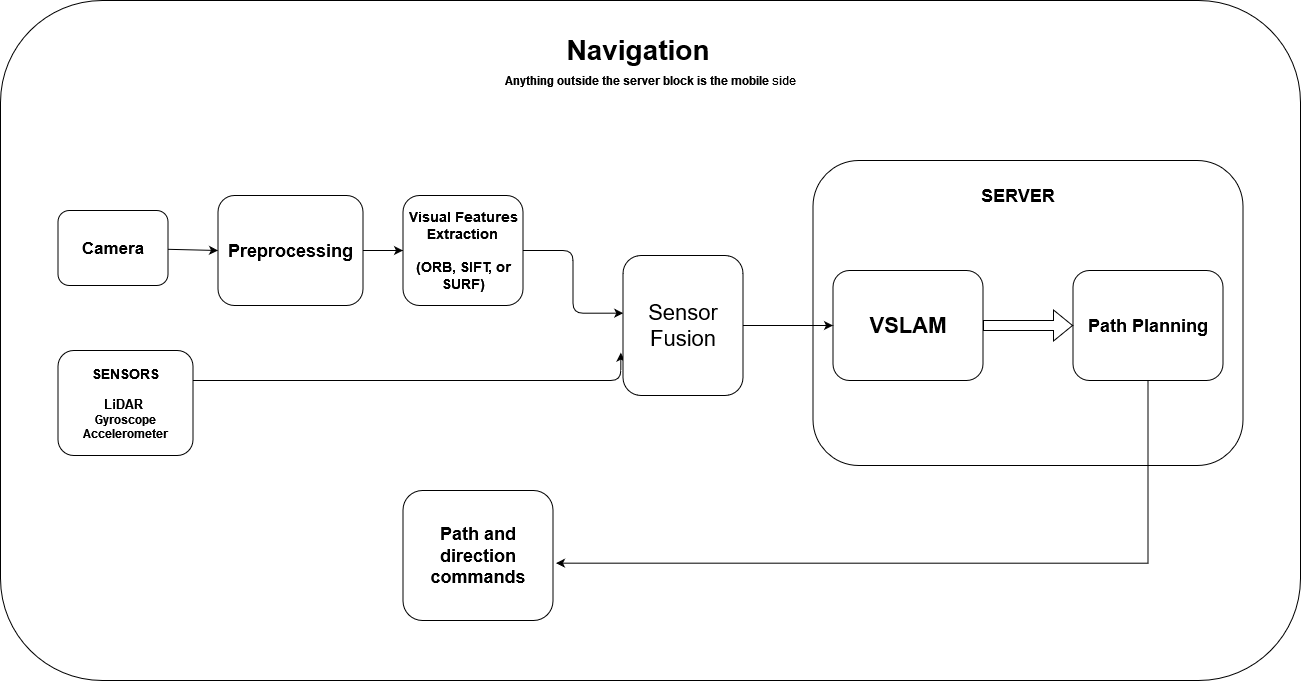 Navigation
Anything outside the server block is the mobile side
SERVER
Camera
Preprocessing
Visual Features
Extraction
(ORB, SIFT, or
SURF)
Sensor
Fusion
VSLAM
Path Planning
SENSORS
LiDAR
Gyroscope
Accelerometer
Path and
direction
commands